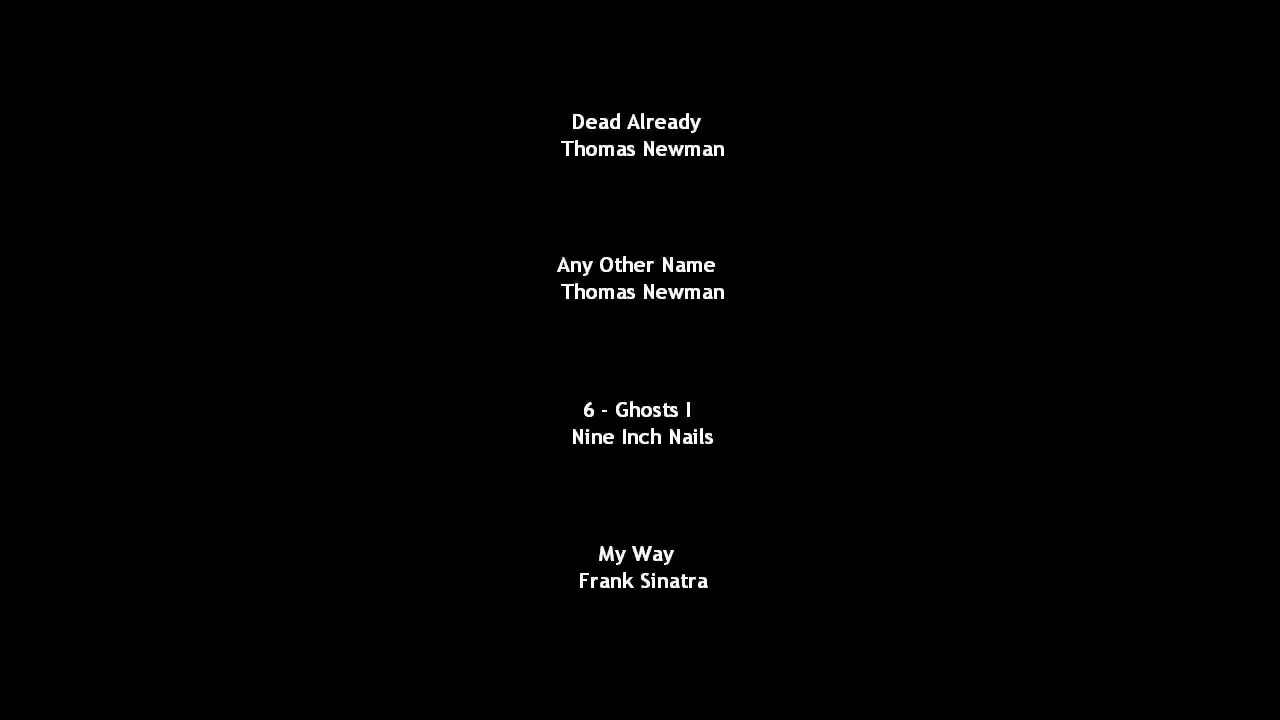 Dead Already
Thomas Newman
Any Other Name
Thomas Newman
6 - Ghosts I
Nine Inch Nails
My Way
Frank Sinatra